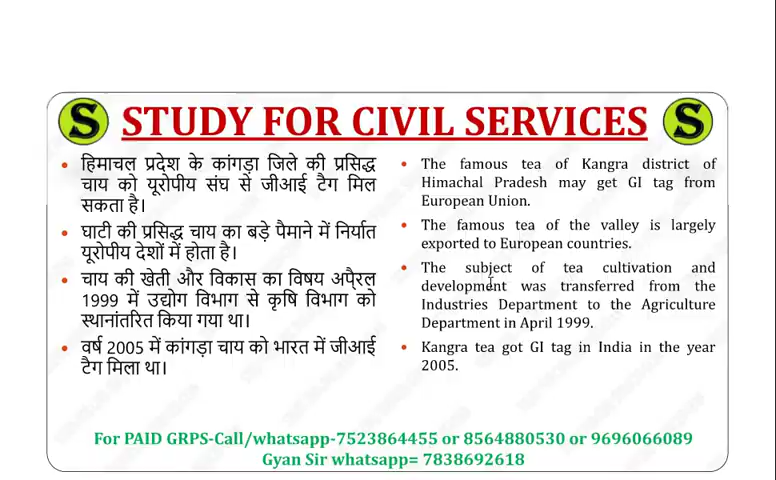 S STUDY FOR CIVIL SERVICES S
• हिमाचल प्रदेश के कांगड़ा जिले की प्रसिद्ध
चाय को यूरोपीय संघ से जीआई टैग मिल
सकता है।
• घाटी की प्रसिद्ध चाय का बड़े पैमाने में निर्यात
यूरोपीय देशों में होता है।
• चाय की खेती और विकास का विषय अपै्रल
1999 में उद्योग विभाग से कृषि विभाग को
स्थानांतरित किया गया था।
• वर्ष 2005 में कांगड़ा चाय को भारत में जीआई
टैग मिला था।
• The famous tea of Kangra district of
Himachal Pradesh may get GI tag from
European Union.
• The famous tea of the valley is largely
exported to European countries.
• The subject of tea cultivation and
development was transferred from the
Industries Department to the Agriculture
Department in April 1999.
• Kangra tea got GI tag in India in the year
2005.
For PAID GRPS-Call/whatsapp-7523864455 or 8564880530 or 9696066089
Gyan Sir whatsapp= 7838692618